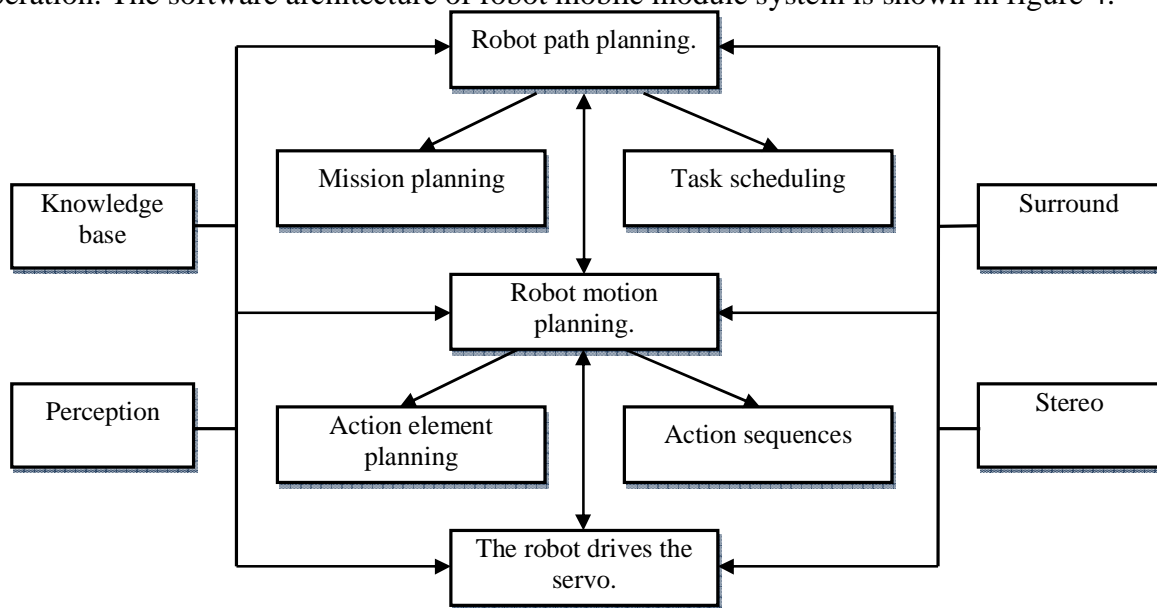 The software architecture of robot mobile module system is shown in figure 4.
Robot path planning.
Mission planning
Task scheduling
Knowledge
base
Surround
Robot motion
planning.
Perception
Stereo
Action element
planning
Action sequences
The robot drives the
servo.